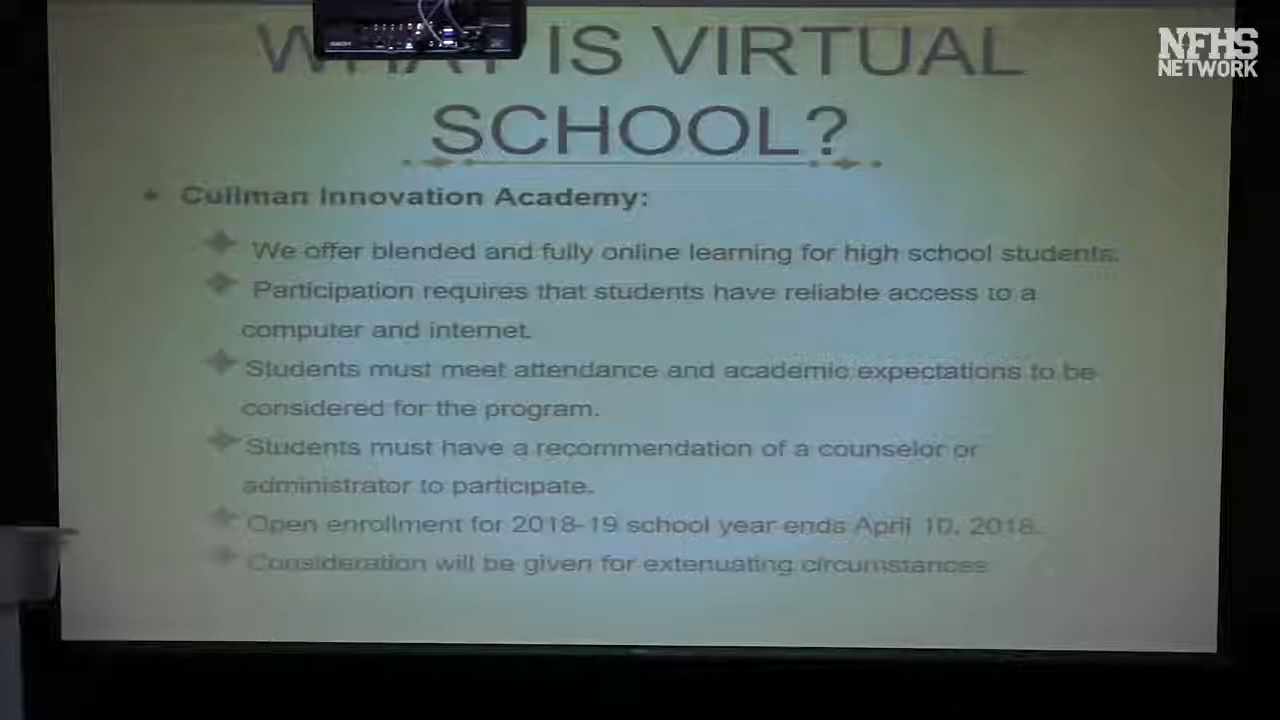 WHAT IS VIRTUAL
SCHOOL?
NFHS
NETWORK
Cullman Innovation Academy:
We offer blended and fully online learning for high school students.
Participation requires that students have reliable access to a
computer and internet.
Students must meet attendance and academic expectations to be
considered for the program.
Students must have a recommendation of a counselor or
administrator to participate.
Open enrollment for 2018-19 school year ends April 10, 2018.
Consideration will be given for extenuating circumstances